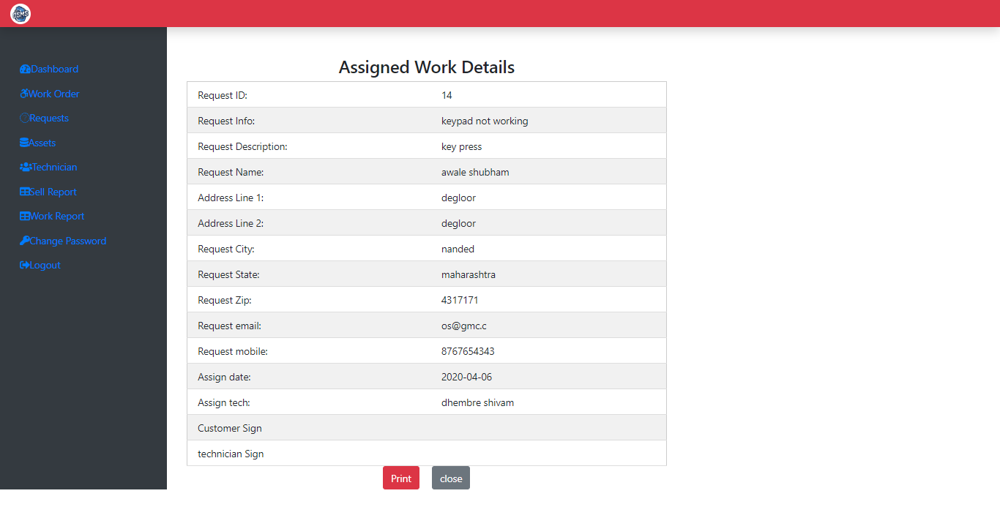 OSMS
Dashboard
Work Order
Requests
Assets
Technician
Sell Report
Work Report
Change Password
Logout
Assigned Work Details
Request ID: 14
Request Info: keypad not working
Request Description: key press
Request Name: awale shubham
Address Line 1: degloor
Address Line 2: degloor
Request City: nanded
Request State: maharashtra
Request Zip: 4317171
Request email: os@gmc.c
Request mobile: 8767654343
Assign date: 2020-04-06
Assign tech: dhembre shivam
Customer Sign
technician Sign
Print close